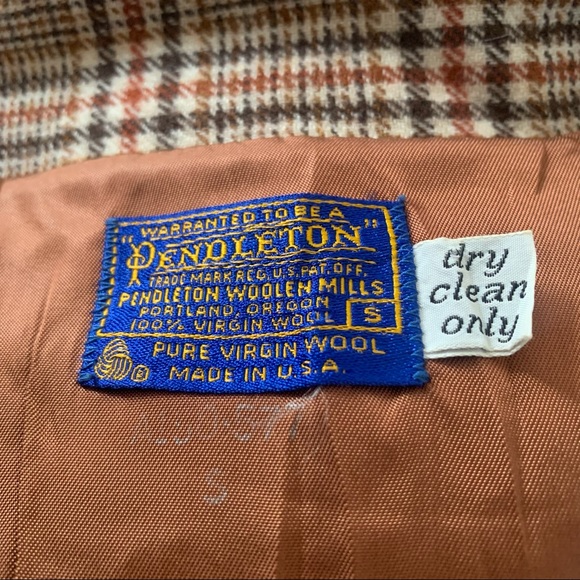 WARRANTED TO BE A
"PENDLETON"
TRADE MARK REG. U.S. PAT. OFF.
PENDLETON WOOLEN MILLS
PORTLAND, OREGON
100% VIRGIN WOOL
S
PURE VIRGIN WOOL
® MADE IN U.S.A.
dry
clean
only
S